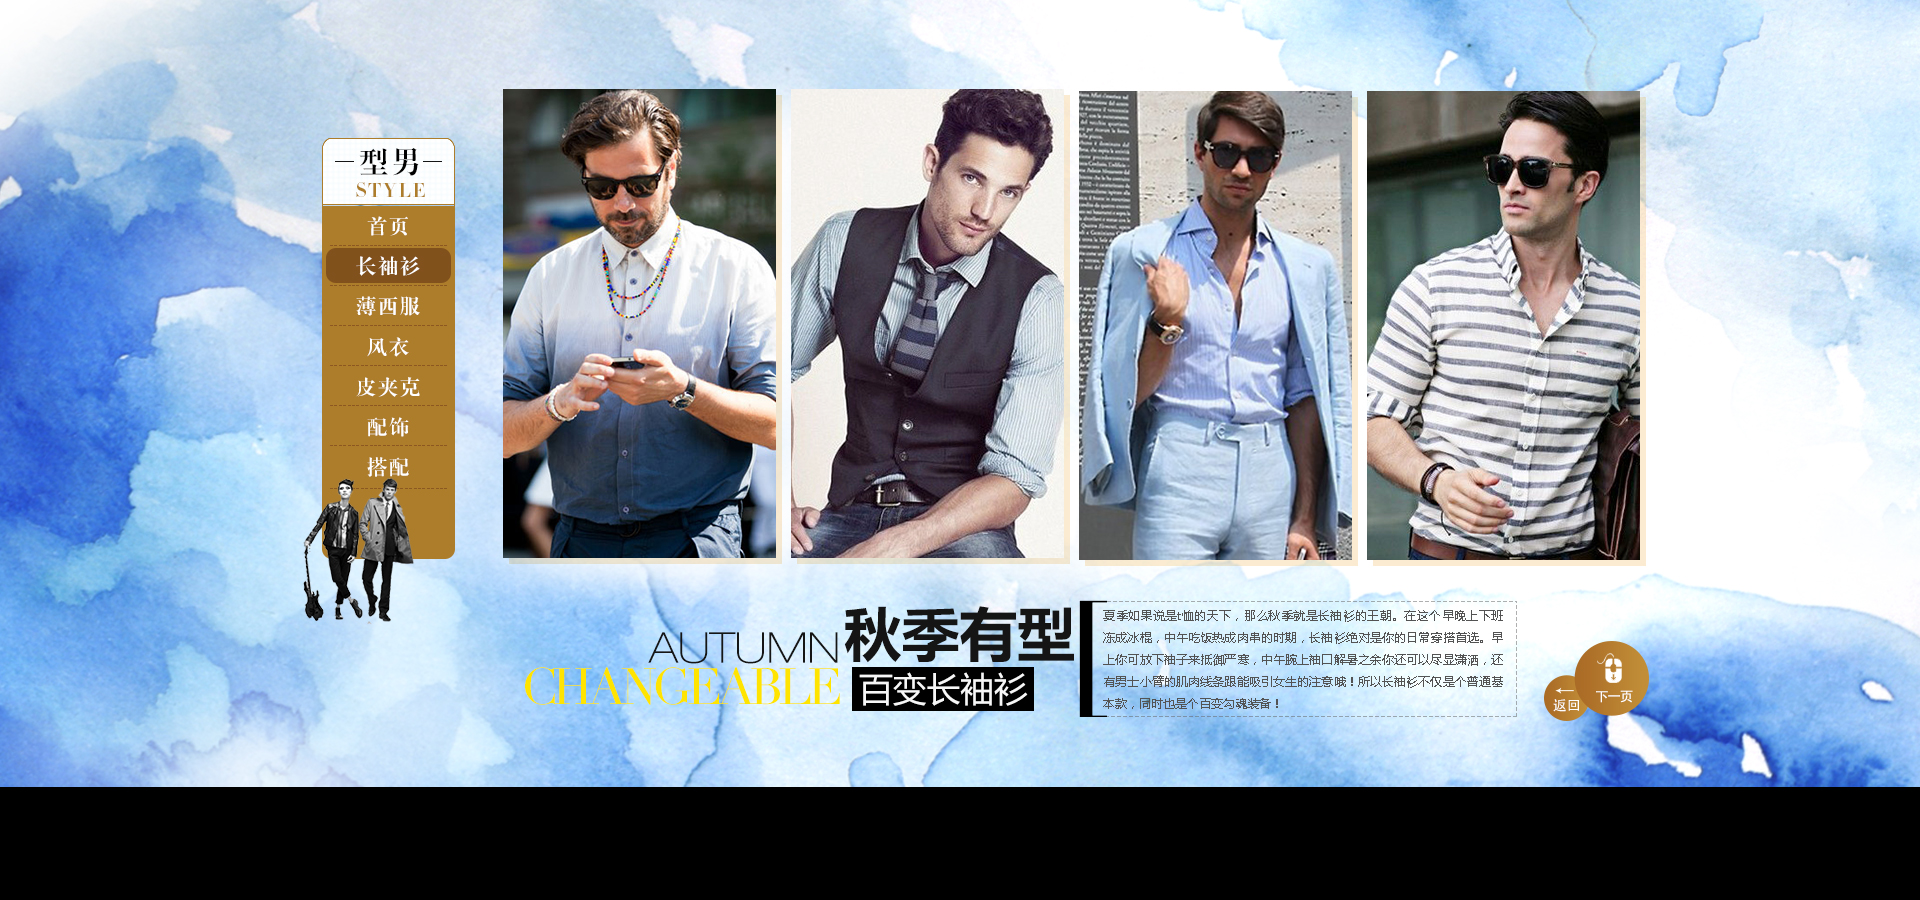 型男
STYLE
首页
长袖衫
薄西服
风衣
皮夹克
配饰
搭配
AUTUMN
秋季有型
CHANGEABLE
百变长袖衫
夏季如果说是t恤的天下，那么秋季就是长袖衫的王朝。在这个早晚上下班
冻成冰棍，中午吃饭热成肉串的时期，长袖衫绝对是你的日常穿搭首选。早
上你可放下袖子来抵御严寒，中午腕上袖口解暑之余你还可以尽显潇洒，还
有男士小臂的肌肉线条跟能吸引女生的注意哦！所以长袖衫不仅是个普通基
本款，同时也是个百变勾魂装备！
返回
下一页